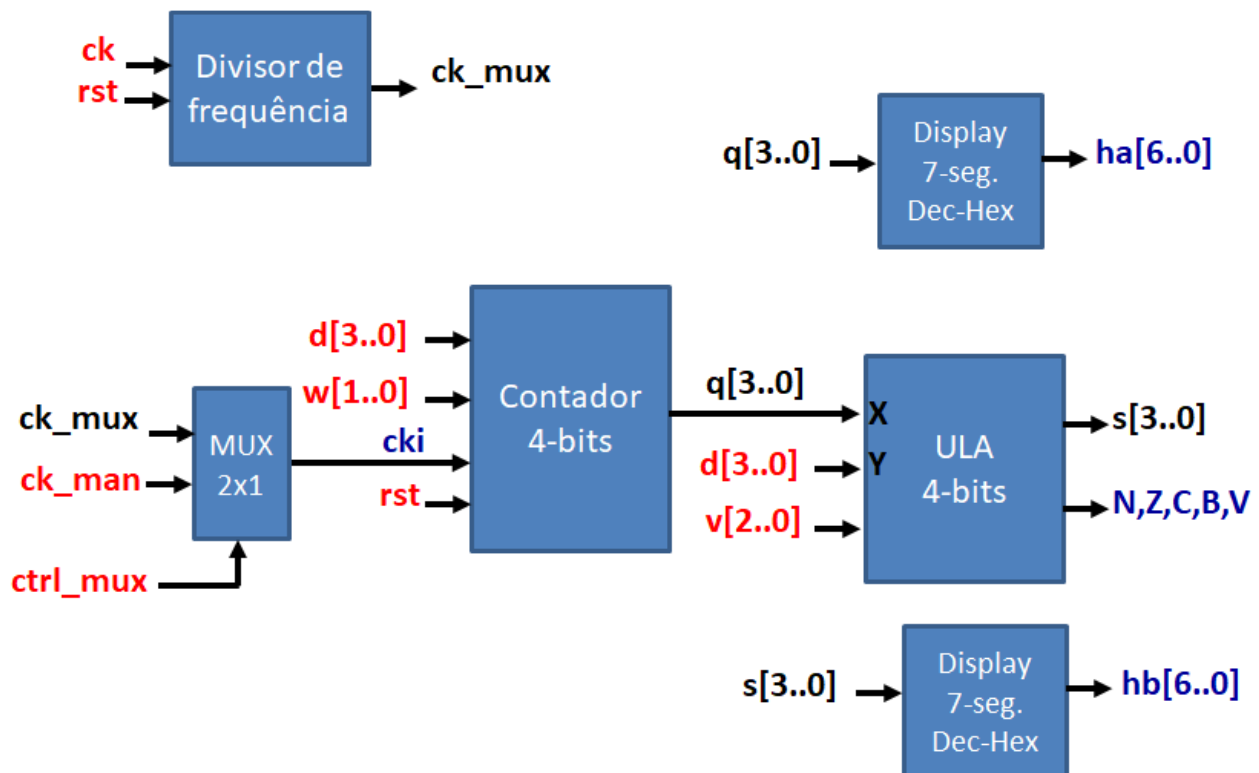 ck
rst
Divisor de
frequência
ck_mux
q[3..0]
Display
7-seg.
Dec-Hex
ha[6..0]
d[3..0]
w[1..0]
cki
rst
Contador
4-bits
ck_mux
ck_man
MUX
2x1
ctrl_mux
q[3..0]
d[3..0]
v[2..0]
X
Y
ULA
4-bits
s[3..0]
N,Z,C,B,V
s[3..0]
Display
7-seg.
Dec-Hex
hb[6..0]